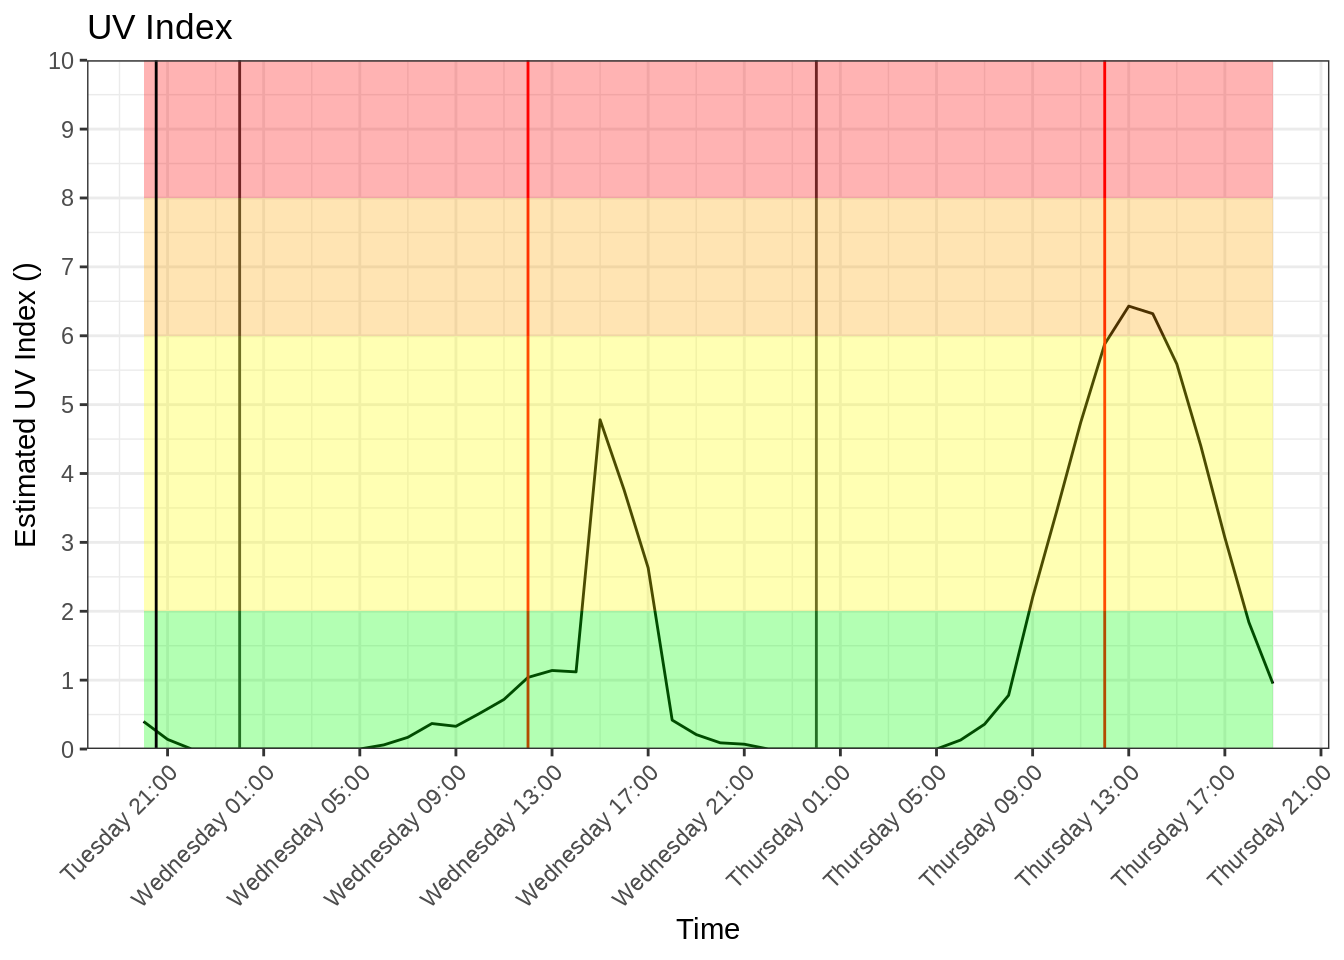 UV Index
10
9
8
7
6
5
4
3
2
1
0
Estimated UV Index ()
Tuesday 21:00
Wednesday 01:00
Wednesday 05:00
Wednesday 09:00
Wednesday 13:00
Wednesday 17:00
Wednesday 21:00
Thursday 01:00
Thursday 05:00
Thursday 09:00
Thursday 13:00
Thursday 17:00
Thursday 21:00
Time